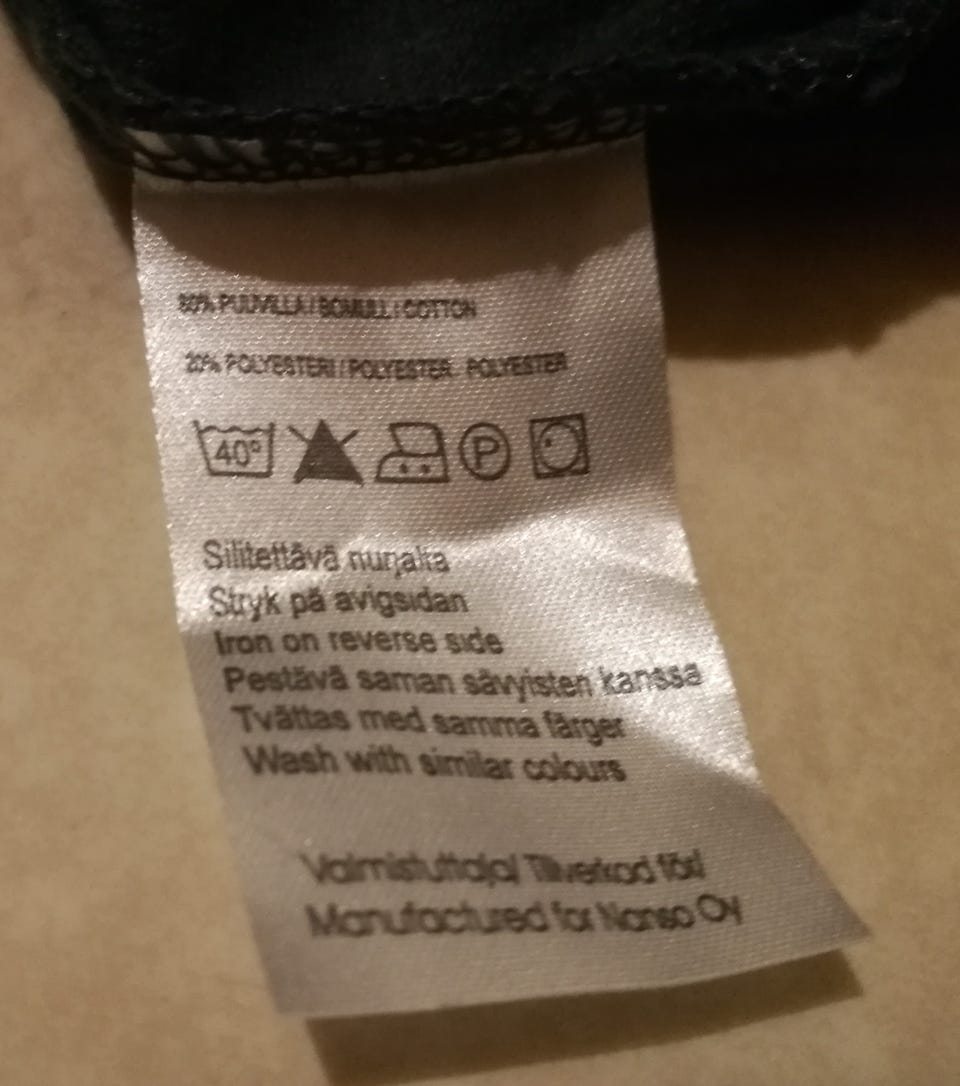 80% PUUVILLA / BOMULL / COTTON
20% POLYESTERI / POLYESTER POLYESTER
40° P
Silitettävä nurjalta
Stryk på avigsidan
Iron on reverse side
Pestävä saman sävyisten kanssa
Tvättas med samma färger
Wash with similar colours
Valmistuttaja/ Tillverkad för/
Manufactured for Nanso Oy